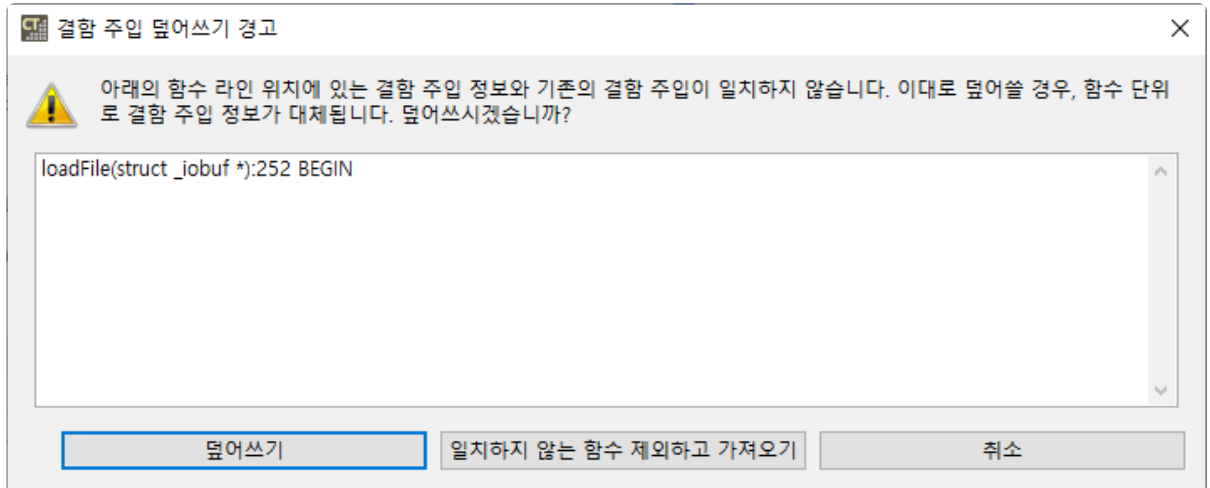 CT
결함 주입 덮어쓰기 경고
아래의 함수 라인 위치에 있는 결함 주입 정보와 기존의 결함 주입이 일치하지 않습니다. 이대로 덮어쓸 경우, 함수 단위
로 결함 주입 정보가 대체됩니다. 덮어쓰시겠습니까?
loadFile(struct _iobuf *):252 BEGIN
덮어쓰기
일치하지 않는 함수 제외하고 가져오기
취소